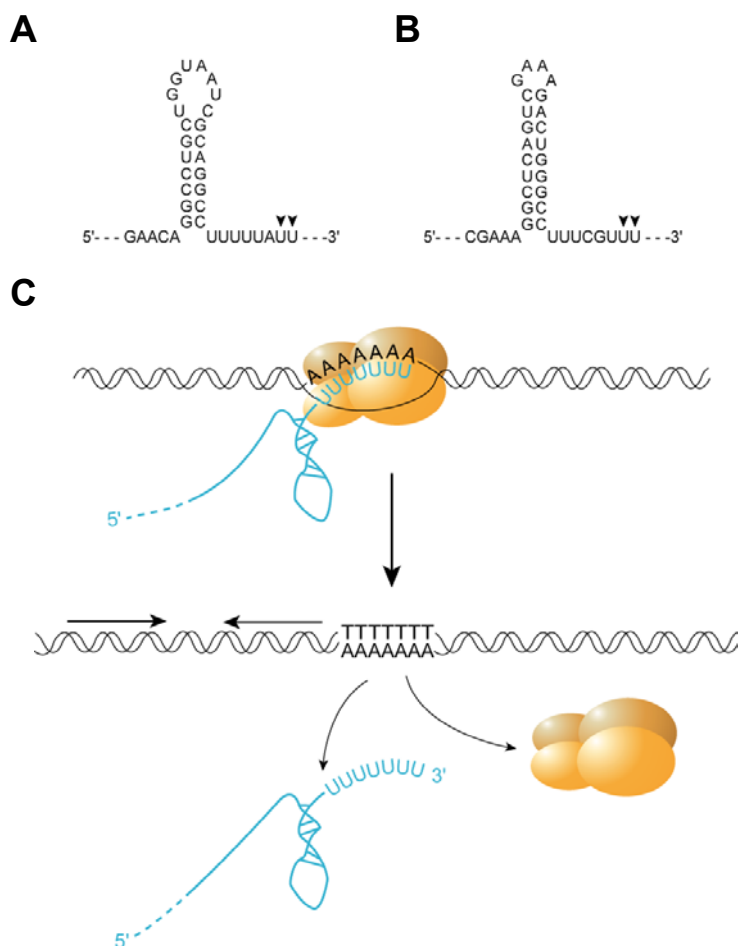 A
B
U A
G A
G U
U C
C G
G C
U A
C G
C G
G C
G C
5'--- GAACA UUUUUAUU ---3'
A A
G A
C G
U A
G C
A U
C G
U G
C G
G C
G C
5'--- CGAAA UUUCGUUU ---3'
C
AAAAAAA
UUUUUUU
5'
TTTTTTT
AAAAAAA
UUUUUUU 3'
5'